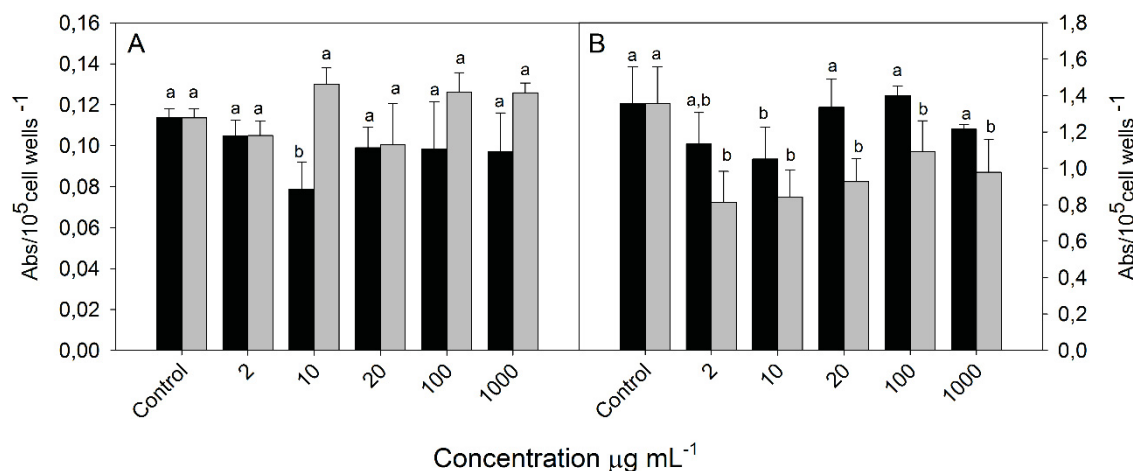 A
B
0,16
0,14
0,12
0,10
0,08
0,06
0,04
0,02
0,00
Abs/10⁵cell wells ⁻¹
a a a a b a a a a a a a
a a a,b b b b a b a b a b
1,8
1,6
1,4
1,2
1,0
0,8
0,6
0,4
0,2
0,0
Abs/10⁵cell wells ⁻¹
Control 2 10 20 100 1000
Control 2 10 20 100 1000
Concentration μg mL⁻¹